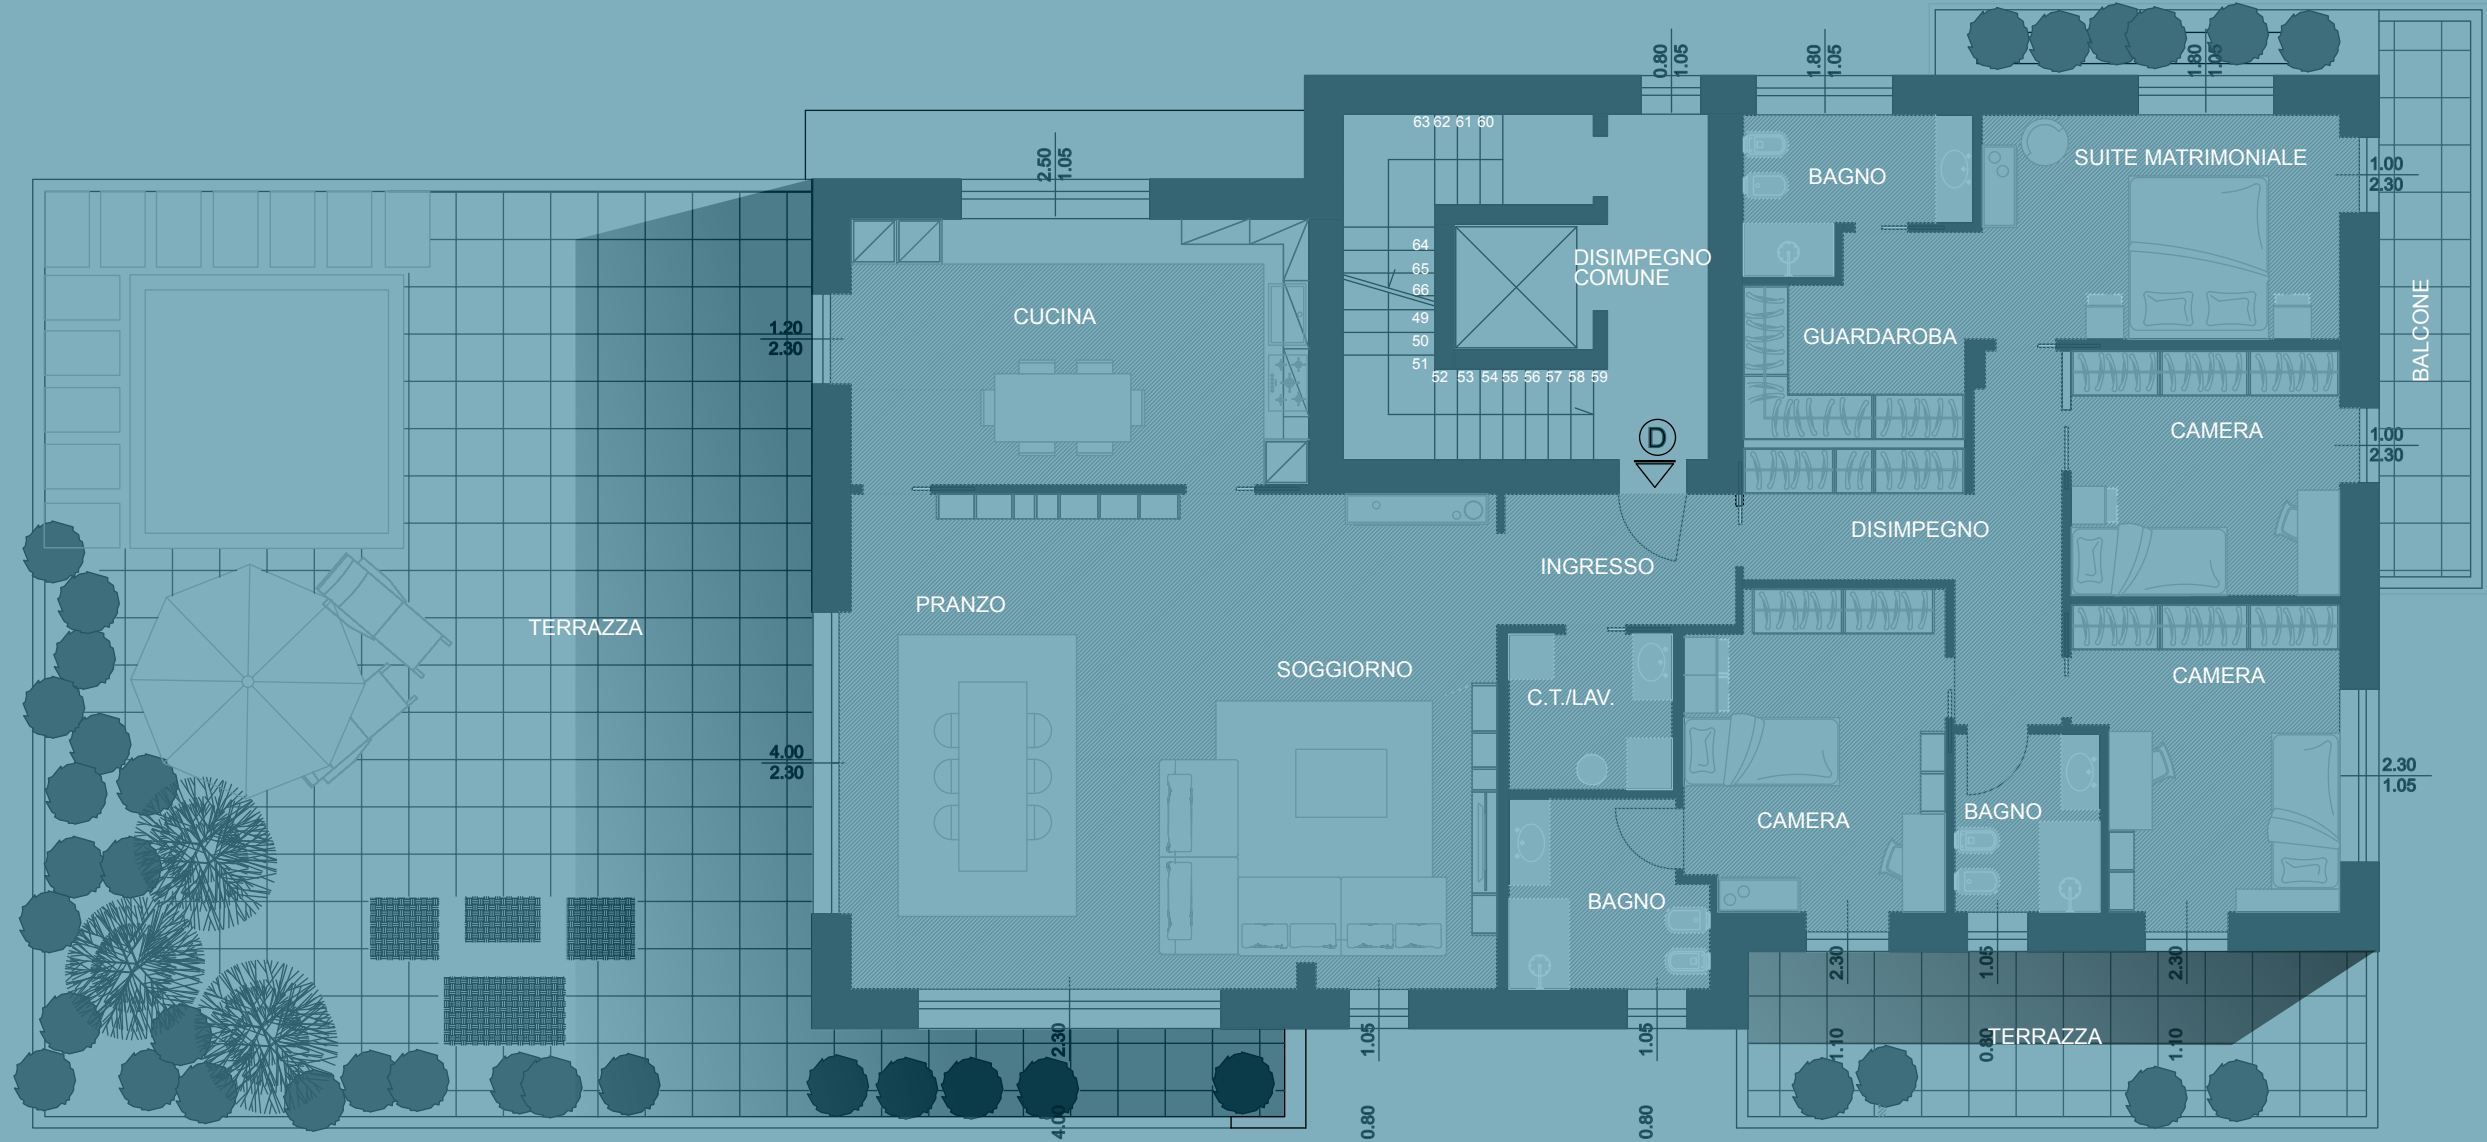 0.80
1.05
1.80
1.05
1.80
1.05
2.50
1.05
63 62 61 60
BAGNO
SUITE MATRIMONIALE
1.00
2.30
64
65
66
49
50
51
52 53 54 55 56 57 58 59
DISIMPEGNO
COMUNE
CUCINA
1.20
2.30
GUARDAROBA
BALCONE
CAMERA
1.00
2.30
D
DISIMPEGNO
INGRESSO
PRANZO
TERRAZZA
SOGGIORNO
C.T./LAV.
CAMERA
4.00
2.30
2.30
1.05
CAMERA
BAGNO
BAGNO
2.30
1.05
2.30
2.30
1.05
1.05
TERRAZZA
1.10
0.80
1.10
4.00
0.80
0.80